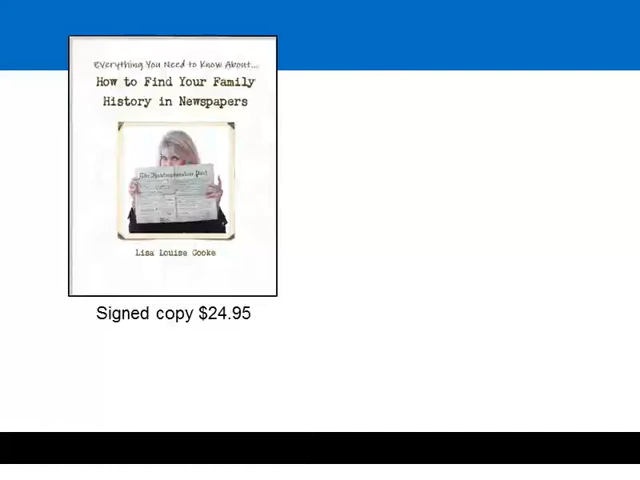 Everything You Need to Know About...
How to Find Your Family
History in Newspapers
Lisa Louise Cooke
Signed copy $24.95